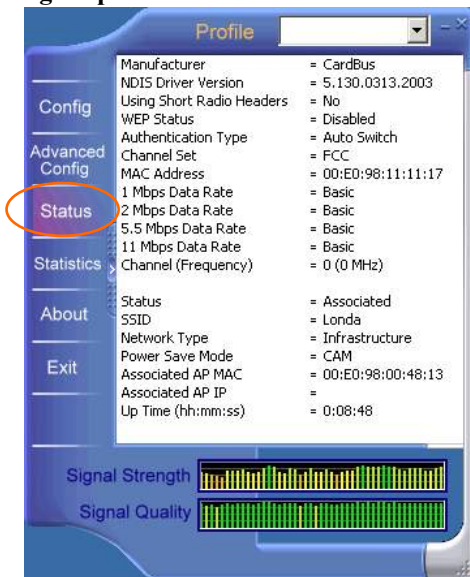 Profile
Manufacturer = CardBus
NDIS Driver Version = 5.130.0313.2003
Using Short Radio Headers = No
WEP Status = Disabled
Authentication Type = Auto Switch
Channel Set = FCC
MAC Address = 00:E0:98:11:11:17
1 Mbps Data Rate = Basic
2 Mbps Data Rate = Basic
5.5 Mbps Data Rate = Basic
11 Mbps Data Rate = Basic
Channel (Frequency) = 0 (0 MHz)
Status = Associated
SSID = Londa
Network Type = Infrastructure
Power Save Mode = CAM
Associated AP MAC = 00:E0:98:00:48:13
Associated AP IP =
Up Time (hh:mm:ss) = 0:08:48
Config
Advanced
Config
Status
Statistics
About
Exit
Signal Strength
Signal Quality